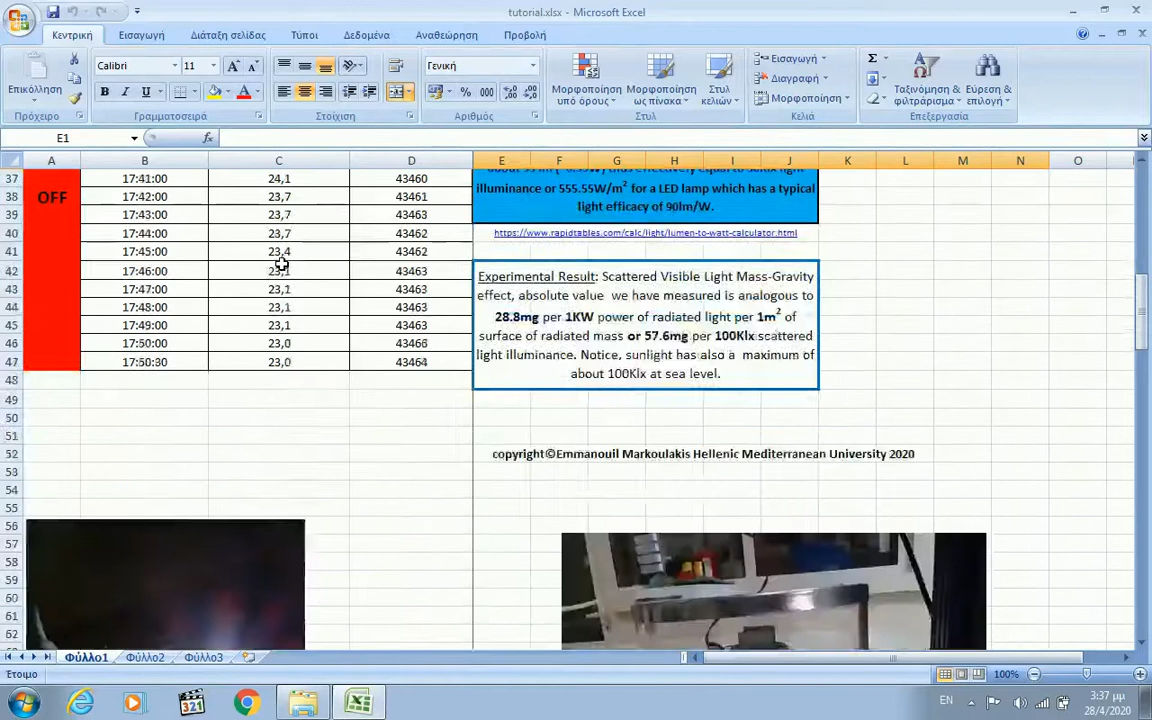 tutorial.xlsx - Microsoft Excel
Κεντρική Εισαγωγή Διάταξη σελίδας Τύποι Δεδομένα Αναθεώρηση Προβολή
Επικόλληση
Πρόχειρο
Calibri 11
B I U
Γραμματοσειρά
Στοίχιση
Γενική
% 000
Αριθμός
Μορφοποίηση υπό όρους
Μορφοποίηση ως πίνακα
Στυλ κελιών
Στυλ
Εισαγωγή
Διαγραφή
Μορφοποίηση
Κελιά
Ταξινόμηση & φιλτράρισμα
Εύρεση & επιλογή
Επεξεργασία
E1 fx
A B C D E F G H I J K L M N O
37 17:41:00 24,1 43460
38 OFF 17:42:00 23,7 43461
39 17:43:00 23,7 43463
40 17:44:00 23,7 43462
41 17:45:00 23,4 43462
42 17:46:00 23,1 43463
43 17:47:00 23,1 43463
44 17:48:00 23,1 43463
45 17:49:00 23,1 43463
46 17:50:00 23,0 43466
47 17:50:30 23,0 43464
48
49
50
51
52
53
54
55
56
57
58
59
60
61
62
illuminance or 555.55W/m² for a LED lamp which has a typical
light efficacy of 90lm/W.
https://www.rapidtables.com/calc/light/lumen-to-watt-calculator.html
Experimental Result: Scattered Visible Light Mass-Gravity
effect, absolute value we have measured is analogous to
28.8mg per 1KW power of radiated light per 1m² of
surface of radiated mass or 57.6mg per 100Klx scattered
light illuminance. Notice, sunlight has also a maximum of
about 100Klx at sea level.
copyright©Emmanouil Markoulakis Hellenic Mediterranean University 2020
Φύλλο1 Φύλλο2 Φύλλο3
Έτοιμο 100%
321
EN 3:37 μμ
28/4/2020